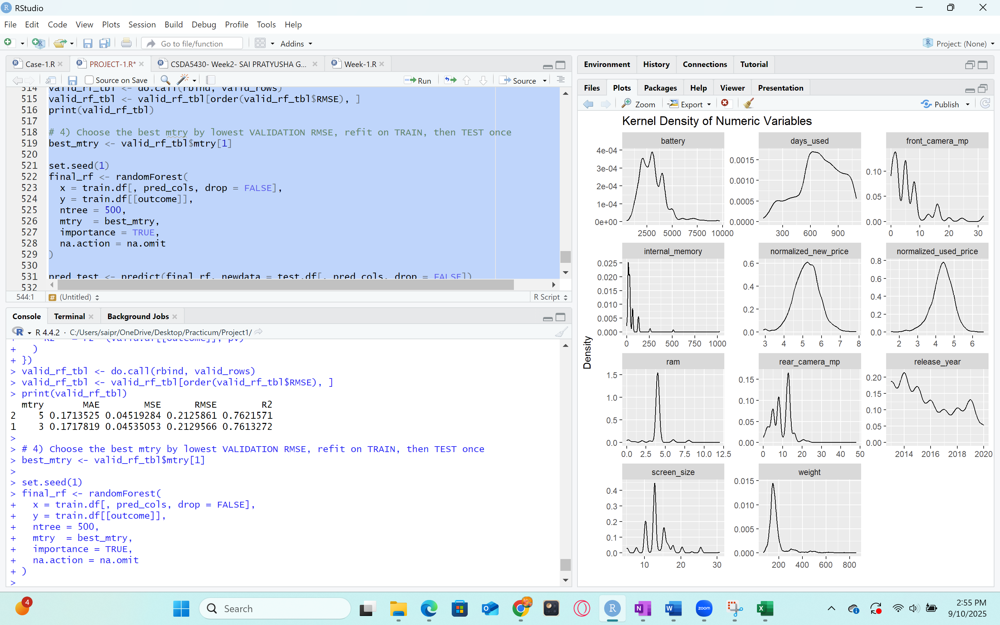 RStudio
File Edit Code View Plots Session Build Debug Profile Tools Help
Go to file/function Addins Project: (None)
Case-1.R PROJECT-1.R* CSDA5430- Week2- SAI PRATYUSHA G... Week-1.R
Source on Save Run Source
514 valid_rf_tbl <- do.call(rbind, valid_rows)
515 valid_rf_tbl <- valid_rf_tbl[order(valid_rf_tbl$RMSE), ]
516 print(valid_rf_tbl)
517
518 # 4) Choose the best mtry by lowest VALIDATION RMSE, refit on TRAIN, then TEST once
519 best_mtry <- valid_rf_tbl$mtry[1]
520
521 set.seed(1)
522 final_rf <- randomForest(
523   x = train.df[, pred_cols, drop = FALSE],
524   y = train.df[[outcome]],
525   ntree = 500,
526   mtry  = best_mtry,
527   importance = TRUE,
528   na.action = na.omit
529 )
530
531 pred_test <- predict(final_rf, newdata = test.df[, pred_cols, drop = FALSE])
532
544:1 (Untitled) R Script
Console Terminal Background Jobs
R R 4.4.2 · C:/Users/saipr/OneDrive/Desktop/Practicum/Project1/
+     R2   = r2 (valid.df[[outcome]], pv)
+   )
+ })
> valid_rf_tbl <- do.call(rbind, valid_rows)
> valid_rf_tbl <- valid_rf_tbl[order(valid_rf_tbl$RMSE), ]
> print(valid_rf_tbl)
  mtry       MAE        MSE      RMSE        R2
2    5 0.1713525 0.04519284 0.2125861 0.7621571
1    3 0.1717819 0.04535053 0.2129566 0.7613272
>
> # 4) Choose the best mtry by lowest VALIDATION RMSE, refit on TRAIN, then TEST once
> best_mtry <- valid_rf_tbl$mtry[1]
>
> set.seed(1)
> final_rf <- randomForest(
+   x = train.df[, pred_cols, drop = FALSE],
+   y = train.df[[outcome]],
+   ntree = 500,
+   mtry  = best_mtry,
+   importance = TRUE,
+   na.action = na.omit
+ )
>
Environment History Connections Tutorial
Files Plots Packages Help Viewer Presentation
Zoom Export Publish
Kernel Density of Numeric Variables
Density
battery
4e-04
3e-04
2e-04
1e-04
0e+00
2500 5000 7500 10000
days_used
0.0015
0.0010
0.0005
0.0000
300 600 900
front_camera_mp
0.10
0.05
0.00
0 10 20 30
internal_memory
0.025
0.020
0.015
0.010
0.005
0.000
0 250 500 750 1000
normalized_new_price
0.6
0.4
0.2
0.0
3 4 5 6 7 8
normalized_used_price
0.8
0.6
0.4
0.2
0.0
2 3 4 5 6
ram
1.5
1.0
0.5
0.0
0.0 2.5 5.0 7.5 10.0 12.5
rear_camera_mp
0.15
0.10
0.05
0.00
0 10 20 30 40 50
release_year
0.20
0.15
0.10
0.05
0.00
2014 2016 2018 2020
screen_size
0.4
0.3
0.2
0.1
0.0
10 20 30
weight
0.015
0.010
0.005
0.000
200 400 600 800
4
Search
zoom
2:55 PM
9/10/2025